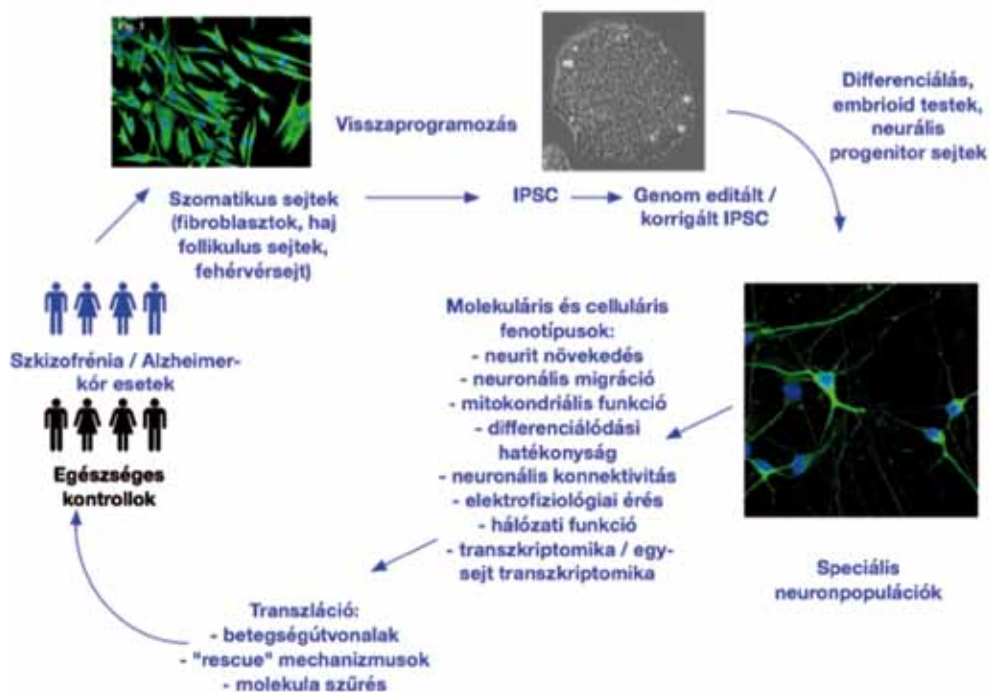 Visszaprogramozás
Differenciálás,
embrioid testek,
neurális
progenitor sejtek
Szomatikus sejtek
(fibroblasztok, haj
follikulus sejtek,
fehérvérsejt)
IPSC
Genom editált /
korrigált IPSC
Szkizofrénia / Alzheimer-
kór esetek
Egészséges
kontrollok
Molekuláris és celluláris
fenotípusok:
- neurit növekedés
- neuronális migráció
- mitokondriális funkció
- differenciálódási
hatékonyság
- neuronális konnektivitás
- elektrofiziológiai érés
- hálózati funkció
- transzkriptomika / egy-
sejt transzkriptomika
Speciális
neuronpopulációk
Transzláció:
- betegségútvonalak
- "rescue" mechanizmusok
- molekula szűrés